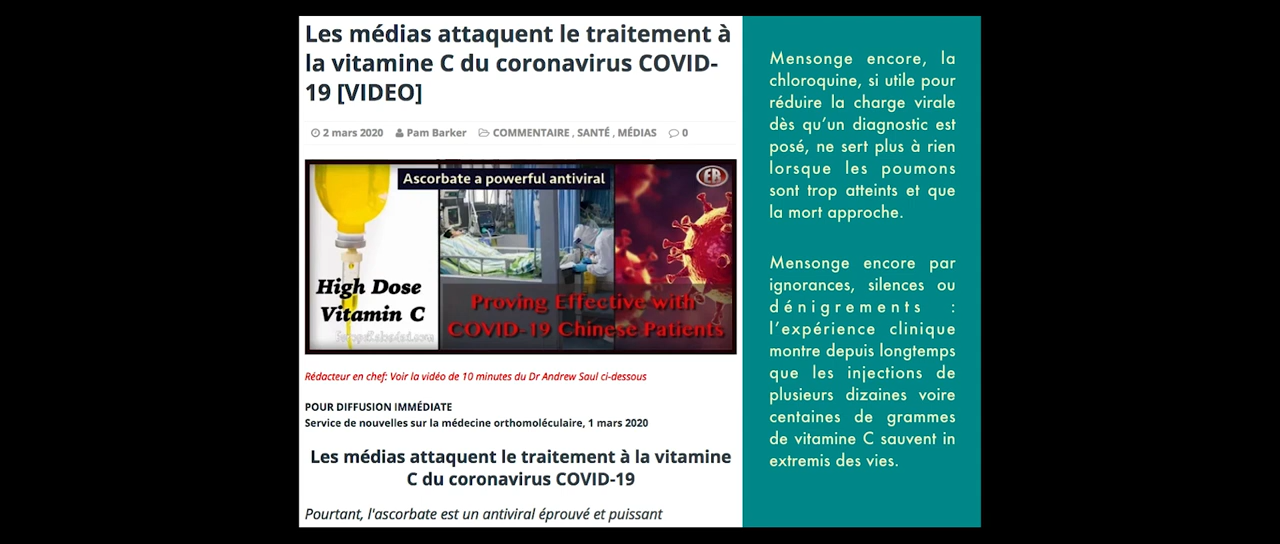 Les médias attaquent le traitement à
la vitamine C du coronavirus COVID-
19 [VIDEO]
2 mars 2020 Pam Barker COMMENTAIRE , SANTÉ , MÉDIAS 0
Ascorbate a powerful antiviral
ER
High Dose
Vitamin C
Proving Effective with
COVID-19 Chinese Patients
Rédacteur en chef: Voir la vidéo de 10 minutes du Dr Andrew Saul ci-dessous
POUR DIFFUSION IMMÉDIATE
Service de nouvelles sur la médecine orthomoléculaire, 1 mars 2020
Les médias attaquent le traitement à la vitamine
C du coronavirus COVID-19
Pourtant, l'ascorbate est un antiviral éprouvé et puissant
Mensonge encore, la
chloroquine, si utile pour
réduire la charge virale
dès qu'un diagnostic est
posé, ne sert plus à rien
lorsque les poumons
sont trop atteints et que
la mort approche.
Mensonge encore par
ignorances, silences ou
dénigrements :
l'expérience clinique
montre depuis longtemps
que les injections de
plusieurs dizaines voire
centaines de grammes
de vitamine C sauvent in
extremis des vies.